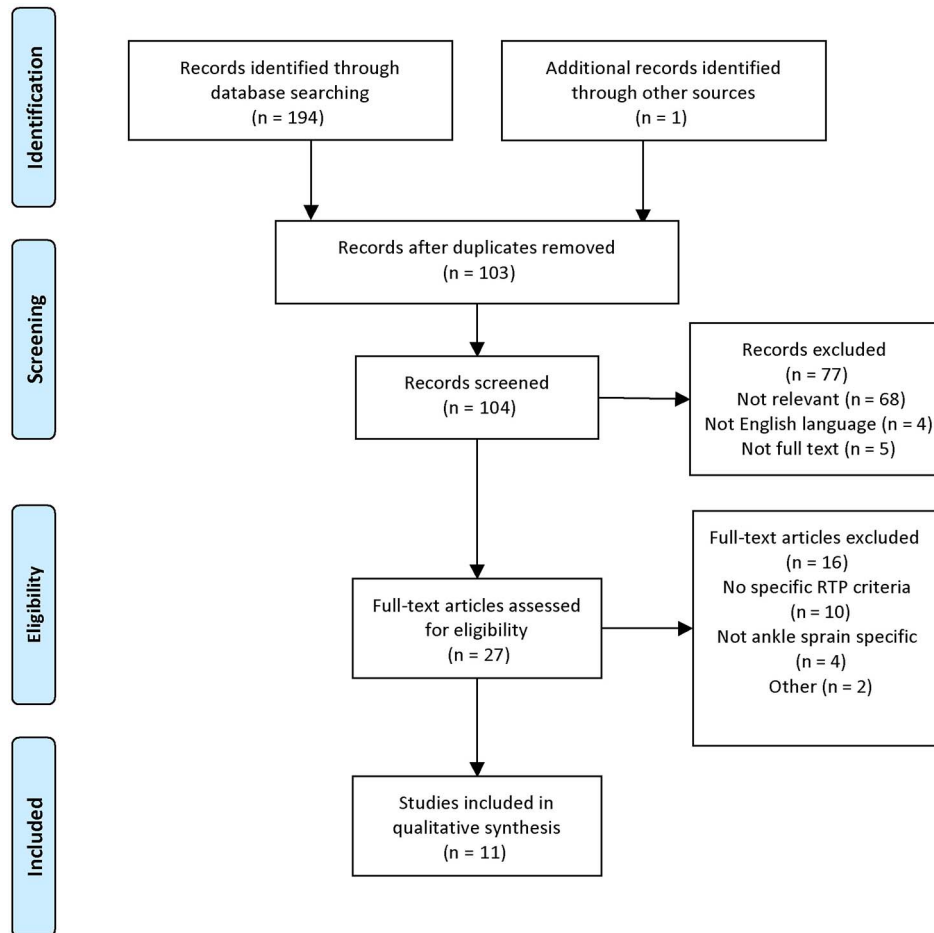 Identification
Records identified through
database searching
(n = 194)
Additional records identified
through other sources
(n = 1)
Screening
Records after duplicates removed
(n = 103)
Records screened
(n = 104)
Records excluded
(n = 77)
Not relevant (n = 68)
Not English language (n = 4)
Not full text (n = 5)
Eligibility
Full-text articles assessed
for eligibility
(n = 27)
Full-text articles excluded
(n = 16)
No specific RTP criteria
(n = 10)
Not ankle sprain specific
(n = 4)
Other (n = 2)
Included
Studies included in
qualitative synthesis
(n = 11)